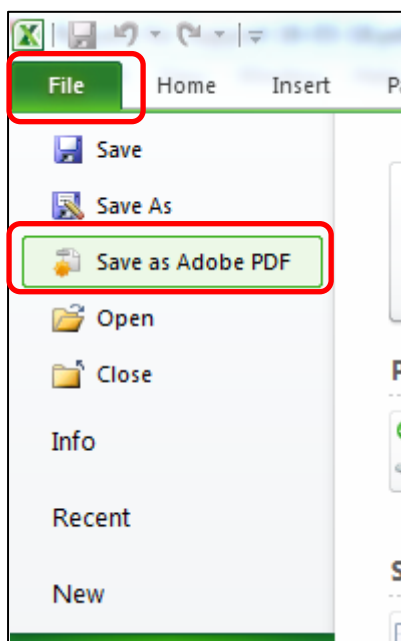 File Home Insert
Save
Save As
Save as Adobe PDF
Open
Close
Info
Recent
New